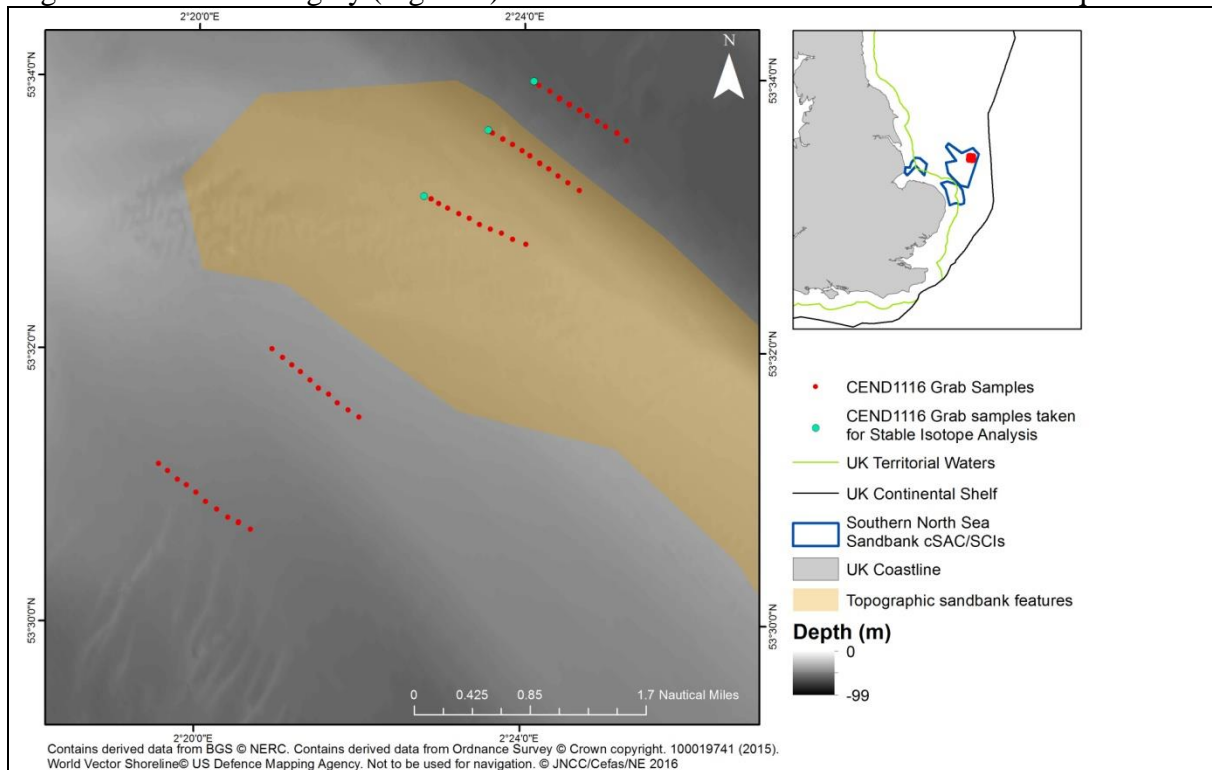 2°20'0"E
2°24'0"E
N
53°34'0"N
53°34'0"N
53°32'0"N
53°32'0"N
53°30'0"N
53°30'0"N
0 0.425 0.85 1.7 Nautical Miles
2°20'0"E
2°24'0"E
CEND1116 Grab Samples
CEND1116 Grab samples taken
for Stable Isotope Analysis
UK Territorial Waters
UK Continental Shelf
Southern North Sea
Sandbank cSAC/SCIs
UK Coastline
Topographic sandbank features
Depth (m)
0
-99
Contains derived data from BGS © NERC. Contains derived data from Ordnance Survey © Crown copyright. 100019741 (2015).
World Vector Shoreline© US Defence Mapping Agency. Not to be used for navigation. © JNCC/Cefas/NE 2016